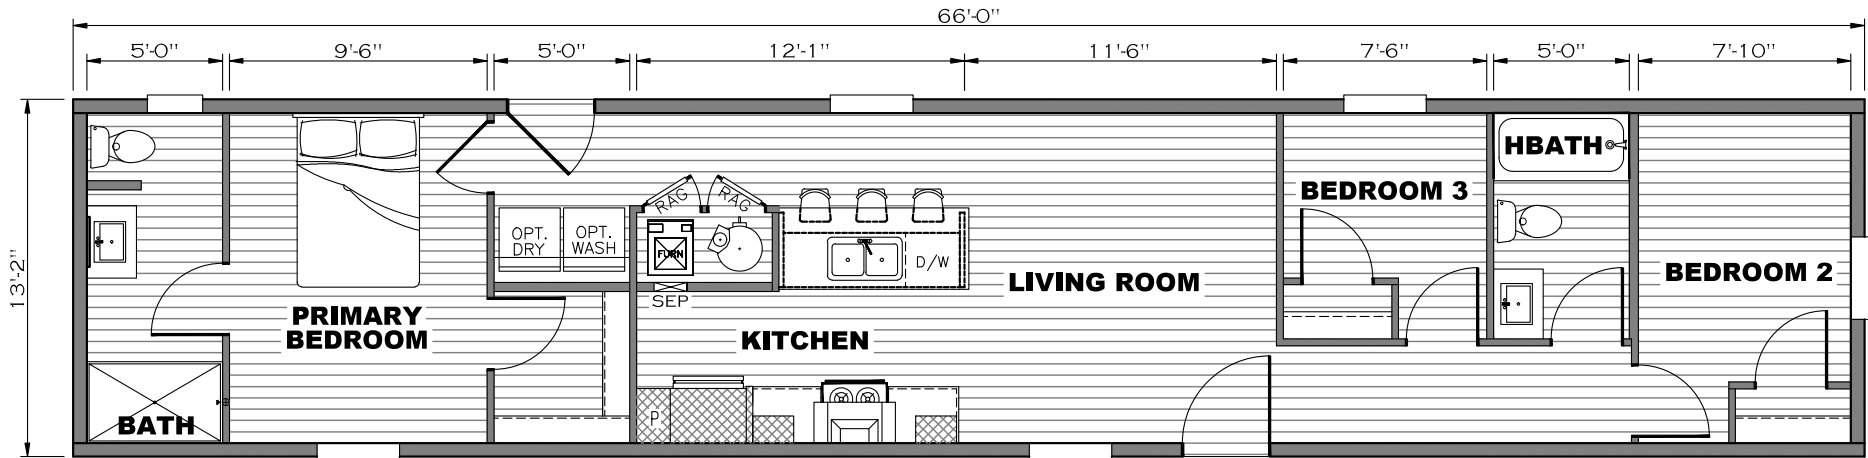 66'-0"
5'-0"
9'-6"
5'-0"
12'-1"
11'-6"
7'-6"
5'-0"
7'-10"
13'-2"
HBATH
RAG
RAG
BEDROOM 3
OPT.
DRY
OPT.
WASH
FURN
D/W
BEDROOM 2
LIVING ROOM
SEP
PRIMARY
BEDROOM
KITCHEN
P
BATH